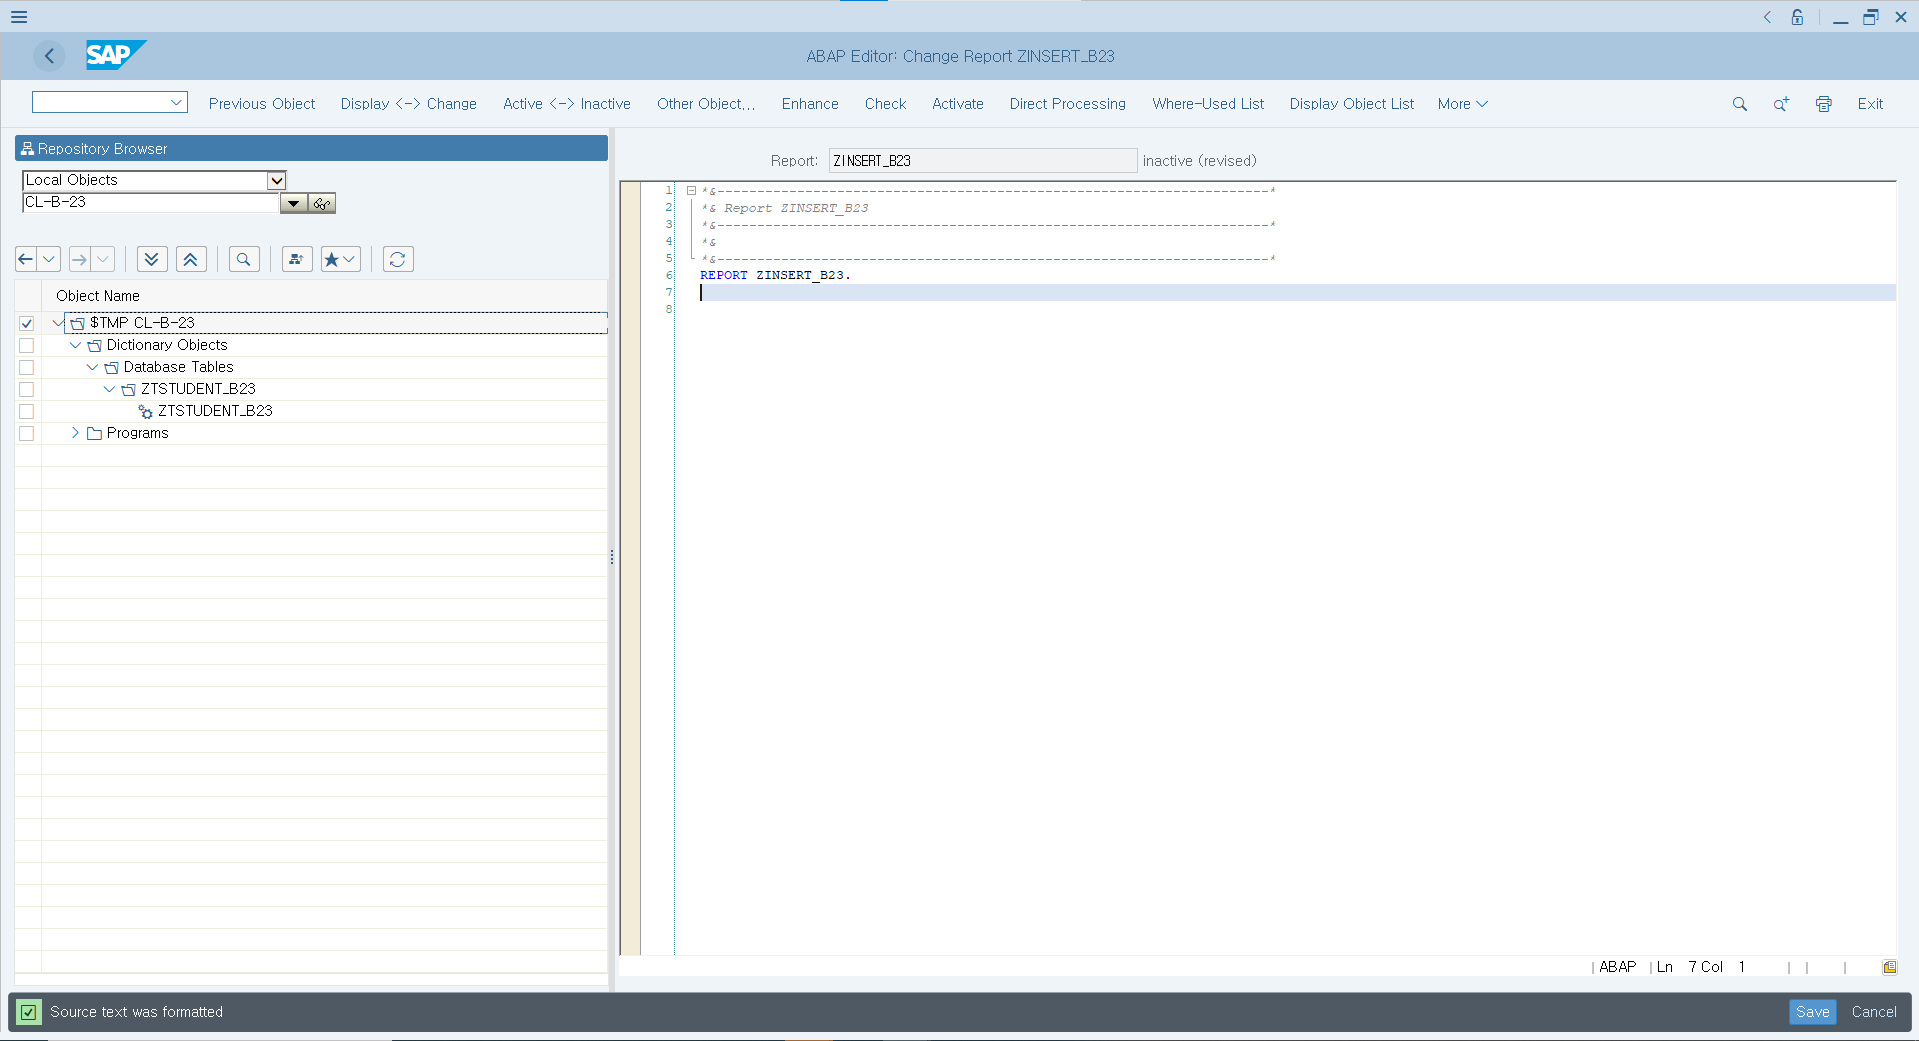 SAP
ABAP Editor: Change Report ZINSERT_B23
Previous Object Display <-> Change Active <-> Inactive Other Object... Enhance Check Activate Direct Processing Where-Used List Display Object List More Exit
Repository Browser
Local Objects
CL-B-23
Object Name
$TMP CL-B-23
Dictionary Objects
Database Tables
ZTSTUDENT_B23
ZTSTUDENT_B23
Programs
Report: ZINSERT_B23 inactive (revised)
1 *&---------------------------------------------------------------------*
2 *& Report ZINSERT_B23
3 *&---------------------------------------------------------------------*
4 *&
5 *&---------------------------------------------------------------------*
6 REPORT ZINSERT_B23.
7
8
| ABAP | Ln 7 Col 1 | | |
Source text was formatted
Save Cancel